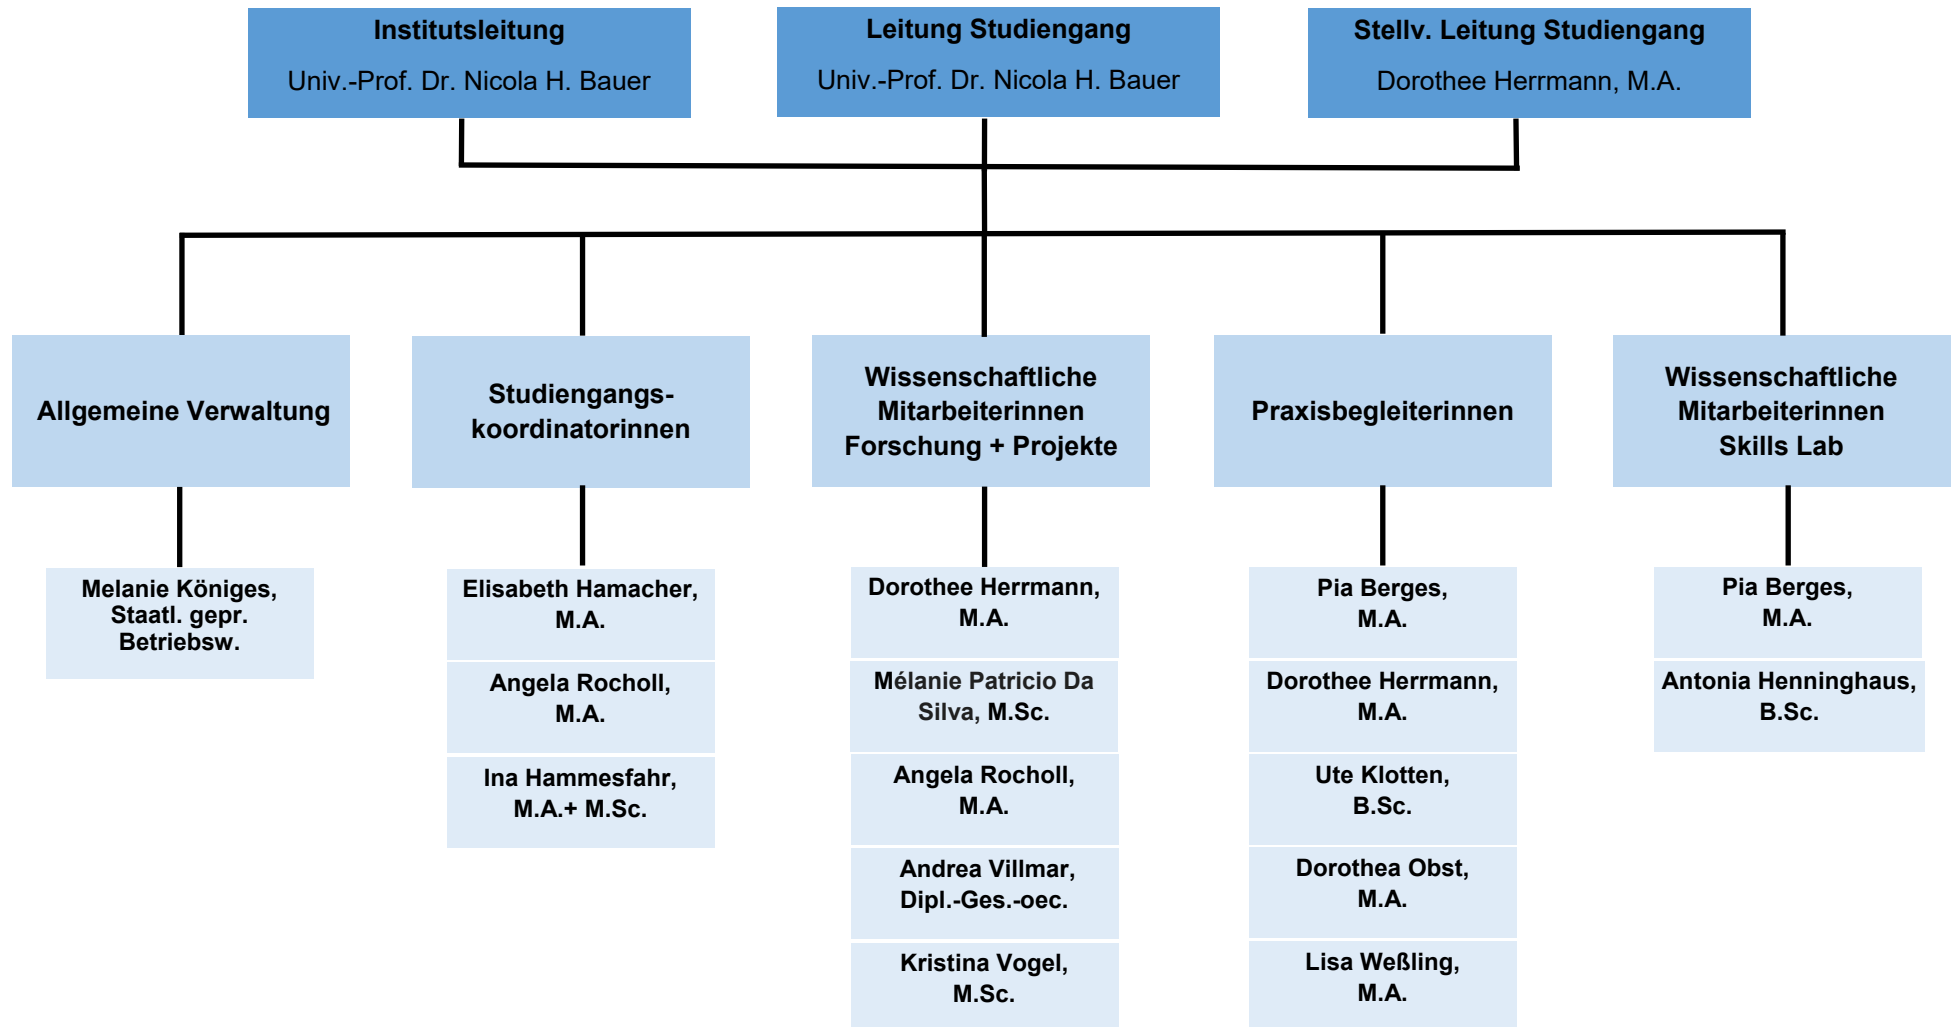 Institutsleitung
Univ.-Prof. Dr. Nicola H. Bauer
Leitung Studiengang
Univ.-Prof. Dr. Nicola H. Bauer
Stellv. Leitung Studiengang
Dorothee Herrmann, M.A.
Allgemeine Verwaltung
Studiengangs-
koordinatorinnen
Wissenschaftliche
Mitarbeiterinnen
Forschung + Projekte
Praxisbegleiterinnen
Wissenschaftliche
Mitarbeiterinnen
Skills Lab
Melanie Königes,
Staatl. gepr.
Betriebsw.
Elisabeth Hamacher,
M.A.
Angela Rocholl,
M.A.
Ina Hammesfahr,
M.A.+ M.Sc.
Dorothee Herrmann,
M.A.
Mélanie Patricio Da
Silva, M.Sc.
Angela Rocholl,
M.A.
Andrea Villmar,
Dipl.-Ges.-oec.
Kristina Vogel,
M.Sc.
Pia Berges,
M.A.
Dorothee Herrmann,
M.A.
Ute Klotten,
B.Sc.
Dorothea Obst,
M.A.
Lisa Weßling,
M.A.
Pia Berges,
M.A.
Antonia Henninghaus,
B.Sc.